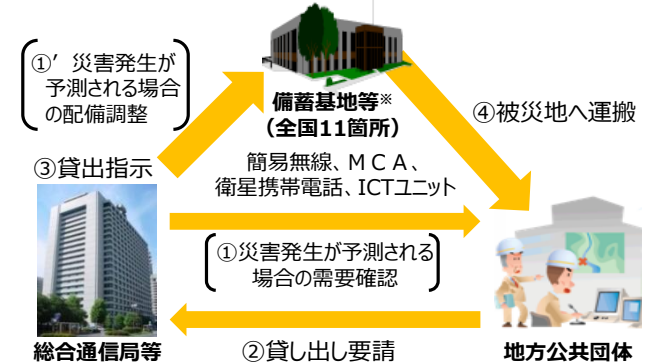 ①’災害発生が
予測される場合
の配備調整
備蓄基地等※
（全国11箇所）
④被災地へ運搬
③貸出指示
簡易無線、ＭＣＡ、
衛星携帯電話、ICTユニット
①災害発生が予測される
場合の需要確認
総合通信局等
②貸し出し要請
地方公共団体